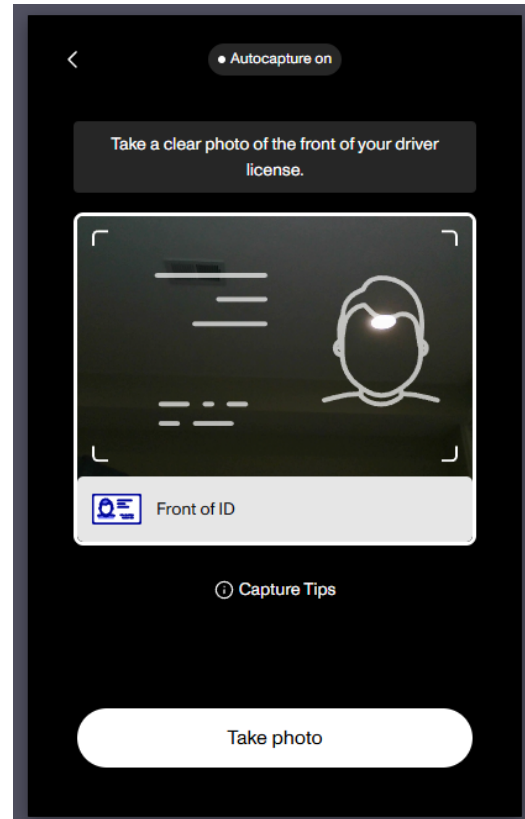 Autocapture on
Take a clear photo of the front of your driver
license.
Front of ID
Capture Tips
Take photo